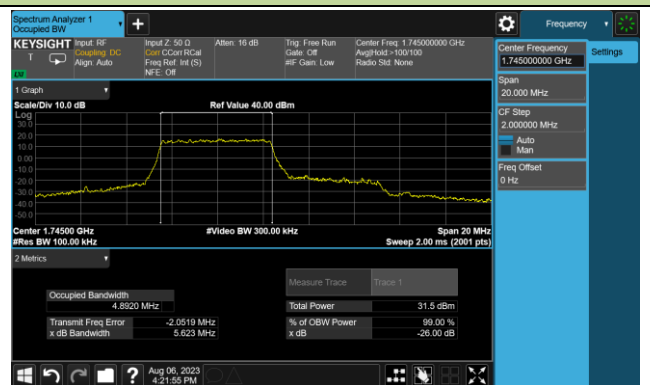 Spectrum Analyzer 1
Occupied BW
+
Frequency
KEYSIGHT
Input: RF
Coupling: DC
Align: Auto
Input Z: 50 Ω
Corr CCorr RCal
Freq Ref: Int (S)
NFE: Off
Atten: 16 dB
Trig: Free Run
Gate: Off
#IF Gain: Low
Center Freq: 1.745000000 GHz
Avg|Hold:>100/100
Radio Std: None
T
Center Frequency
1.745000000 GHz
Settings
Span
20.000 MHz
CF Step
2.000000 MHz
Auto
Man
Freq Offset
0 Hz
1 Graph
Scale/Div 10.0 dB
Ref Value 40.00 dBm
Log
30.0
20.0
10.0
0.00
-10.0
-20.0
-30.0
-40.0
-50.0
Center 1.74500 GHz
#Video BW 300.00 kHz
Span 20 MHz
#Res BW 100.00 kHz
Sweep 2.00 ms (2001 pts)
2 Metrics
Measure Trace
Trace 1
Occupied Bandwidth
4.8920 MHz
Total Power
31.5 dBm
Transmit Freq Error
-2.0519 MHz
% of OBW Power
99.00 %
x dB Bandwidth
5.623 MHz
x dB
-26.00 dB
?
Aug 06, 2023
4:21:55 PM